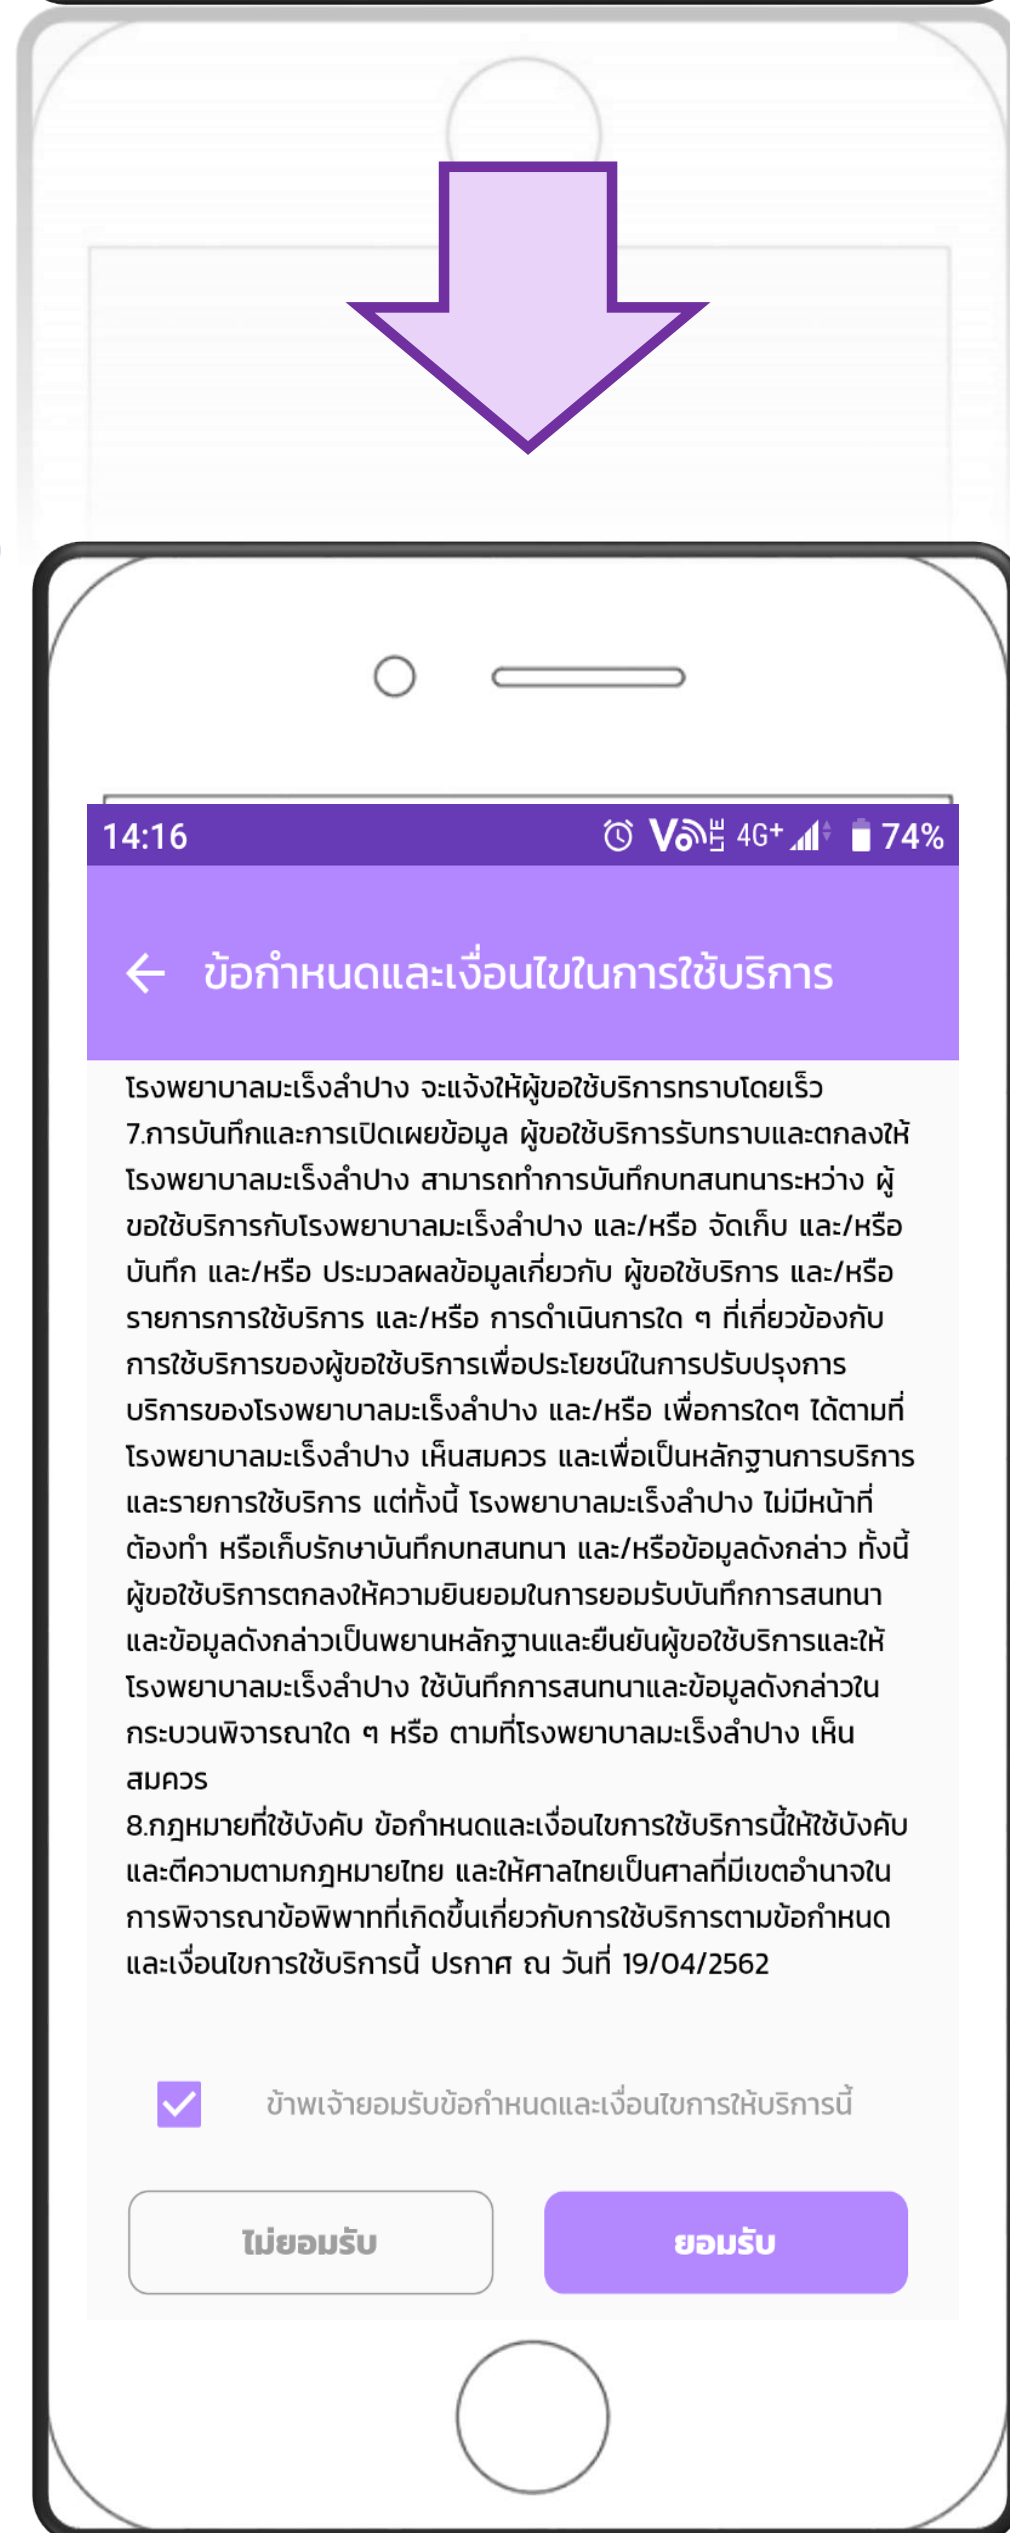 14:16 VoLTE 4G+ 74%
ข้อกำหนดและเงื่อนไขในการใช้บริการ
โรงพยาบาลมะเร็งลำปาง จะแจ้งให้ผู้ขอใช้บริการทราบโดยเร็ว
7.การบันทึกและการเปิดเผยข้อมูล ผู้ขอใช้บริการรับทราบและตกลงให้
โรงพยาบาลมะเร็งลำปาง สามารถทำการบันทึกบทสนทนาระหว่าง ผู้
ขอใช้บริการกับโรงพยาบาลมะเร็งลำปาง และ/หรือ จัดเก็บ และ/หรือ
บันทึก และ/หรือ ประมวลผลข้อมูลเกี่ยวกับ ผู้ขอใช้บริการ และ/หรือ
รายการการใช้บริการ และ/หรือ การดำเนินการใด ๆ ที่เกี่ยวข้องกับ
การใช้บริการของผู้ขอใช้บริการเพื่อประโยชน์ในการปรับปรุงการ
บริการของโรงพยาบาลมะเร็งลำปาง และ/หรือ เพื่อการใดๆ ได้ตามที่
โรงพยาบาลมะเร็งลำปาง เห็นสมควร และเพื่อเป็นหลักฐานการบริการ
และรายการใช้บริการ แต่ทั้งนี้ โรงพยาบาลมะเร็งลำปาง ไม่มีหน้าที่
ต้องทำ หรือเก็บรักษาบันทึกบทสนทนา และ/หรือข้อมูลดังกล่าว ทั้งนี้
ผู้ขอใช้บริการตกลงให้ความยินยอมในการยอมรับบันทึกการสนทนา
และข้อมูลดังกล่าวเป็นพยานหลักฐานและยืนยันผู้ขอใช้บริการและให้
โรงพยาบาลมะเร็งลำปาง ใช้บันทึกการสนทนาและข้อมูลดังกล่าวใน
กระบวนพิจารณาใด ๆ หรือ ตามที่โรงพยาบาลมะเร็งลำปาง เห็น
สมควร
8.กฎหมายที่ใช้บังคับ ข้อกำหนดและเงื่อนไขการใช้บริการนี้ให้ใช้บังคับ
และตีความตามกฎหมายไทย และให้ศาลไทยเป็นศาลที่มีเขตอำนาจใน
การพิจารณาข้อพิพาทที่เกิดขึ้นเกี่ยวกับการใช้บริการตามข้อกำหนด
และเงื่อนไขการใช้บริการนี้ ปรกาศ ณ วันที่ 19/04/2562
ข้าพเจ้ายอมรับข้อกำหนดและเงื่อนไขการให้บริการนี้
ไม่ยอมรับ ยอมรับ